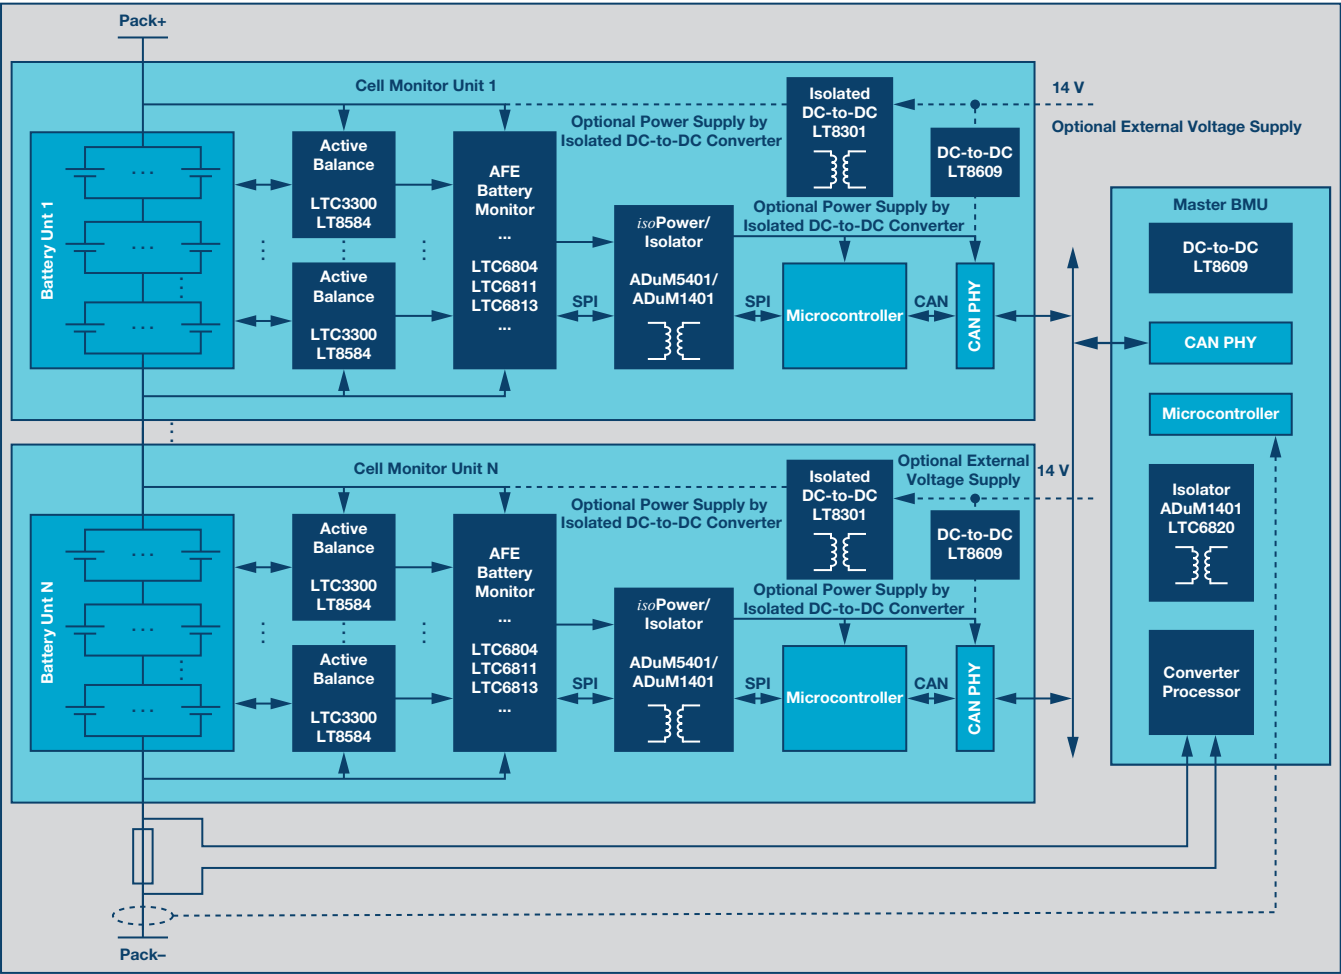 Pack+
Cell Monitor Unit 1
Battery Unit 1
...
...
...
Active
Balance
LTC3300
LT8584
Active
Balance
LTC3300
LT8584
AFE
Battery
Monitor
...
LTC6804
LTC6811
LTC6813
...
Optional Power Supply by
Isolated DC-to-DC Converter
Isolated
DC-to-DC
LT8301
14 V
Optional External Voltage Supply
DC-to-DC
LT8609
Optional Power Supply by
Isolated DC-to-DC Converter
SPI
isoPower/
Isolator
ADuM5401/
ADuM1401
SPI
Microcontroller
CAN
CAN PHY
Cell Monitor Unit N
Battery Unt N
...
...
...
Active
Balance
LTC3300
LT8584
Active
Balance
LTC3300
LT8584
AFE
Battery
Monitor
...
LTC6804
LTC6811
LTC6813
...
Optional Power Supply by
Isolated DC-to-DC Converter
Isolated
DC-to-DC
LT8301
Optional External
Voltage Supply
14 V
DC-to-DC
LT8609
Optional Power Supply by
Isolated DC-to-DC Converter
SPI
isoPower/
Isolator
ADuM5401/
ADuM1401
SPI
Microcontroller
CAN
CAN PHY
Master BMU
DC-to-DC
LT8609
CAN PHY
Microcontroller
Isolator
ADuM1401
LTC6820
Converter
Processor
Pack–